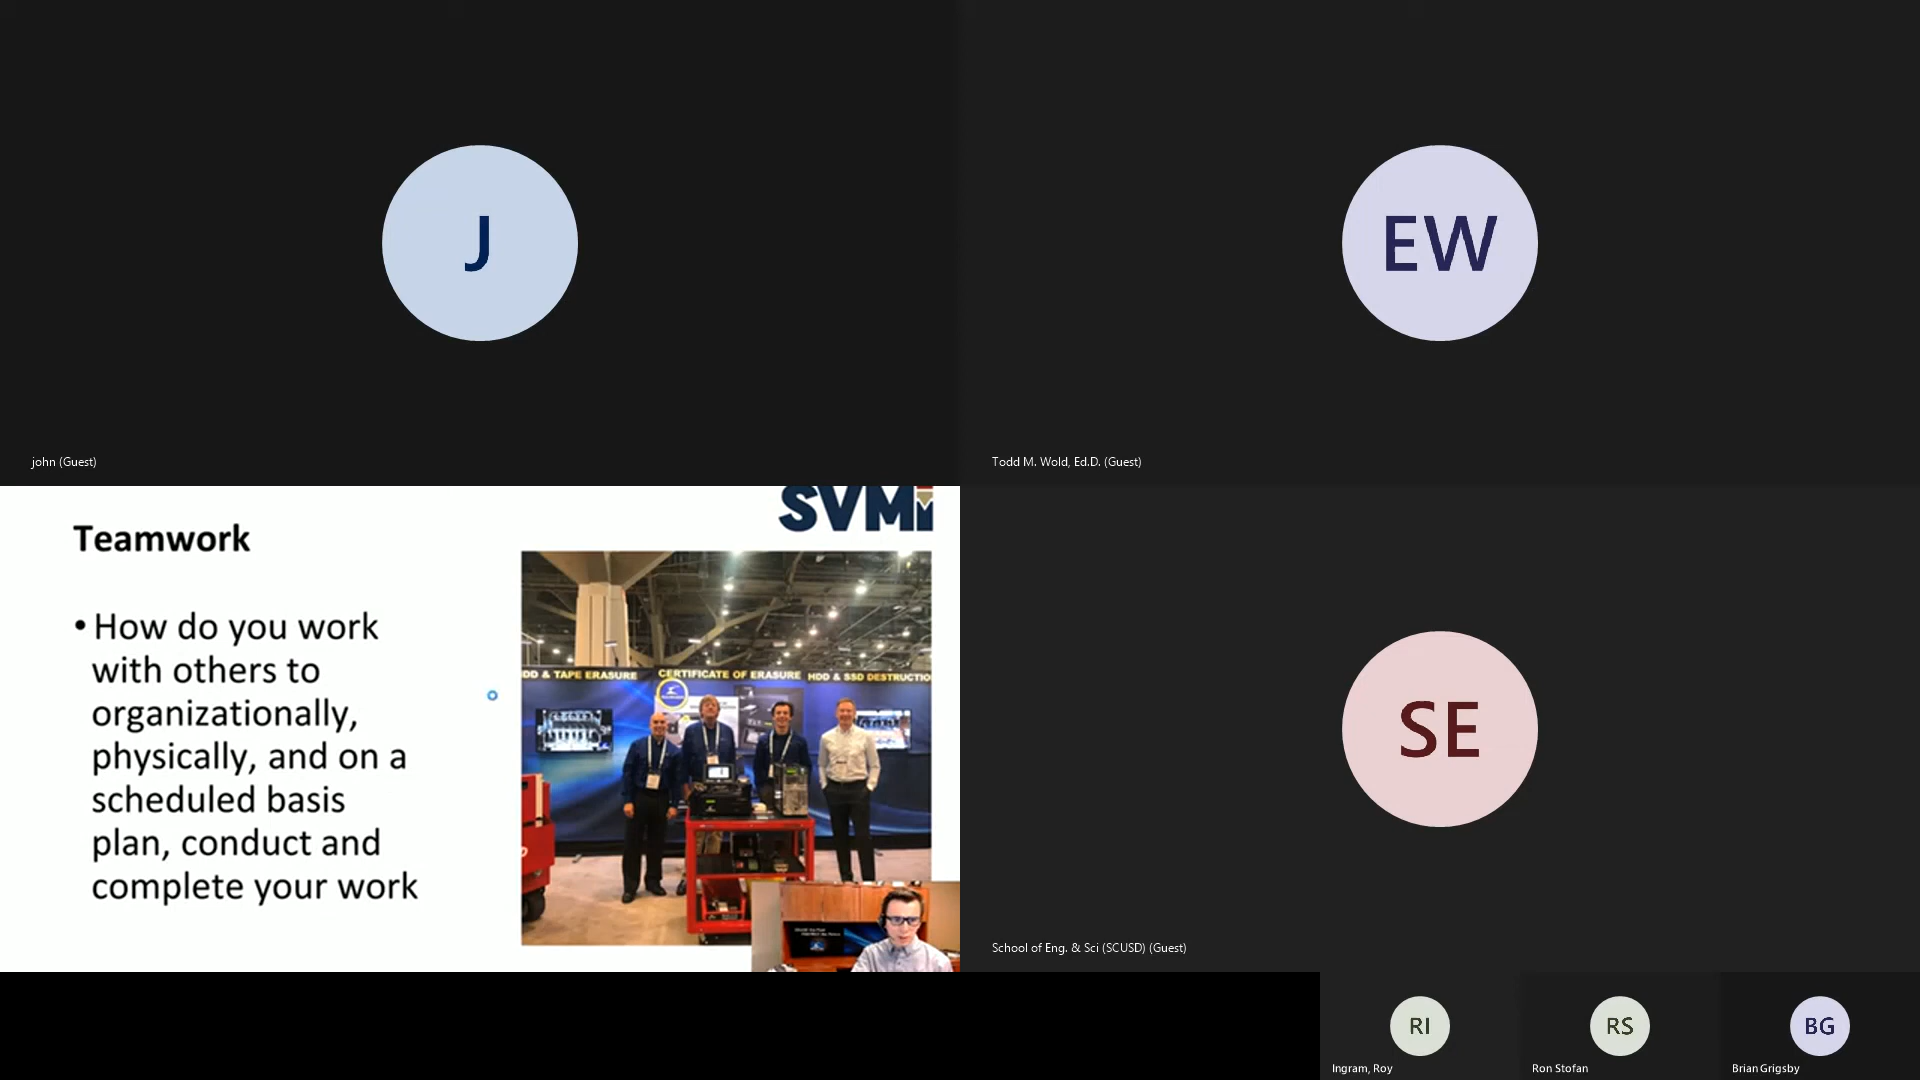 J
john (Guest)
EW
Todd M. Wold, Ed.D. (Guest)
SVMi
Teamwork
• How do you work
with others to
organizationally,
physically, and on a
scheduled basis
plan, conduct and
complete your work
DD & TAPE ERASURE
CERTIFICATE OF ERASURE
HDD & SSD DESTRUCTIO
SE
School of Eng. & Sci (SCUSD) (Guest)
RI
Ingram, Roy
RS
Ron Stofan
BG
Brian Grigsby